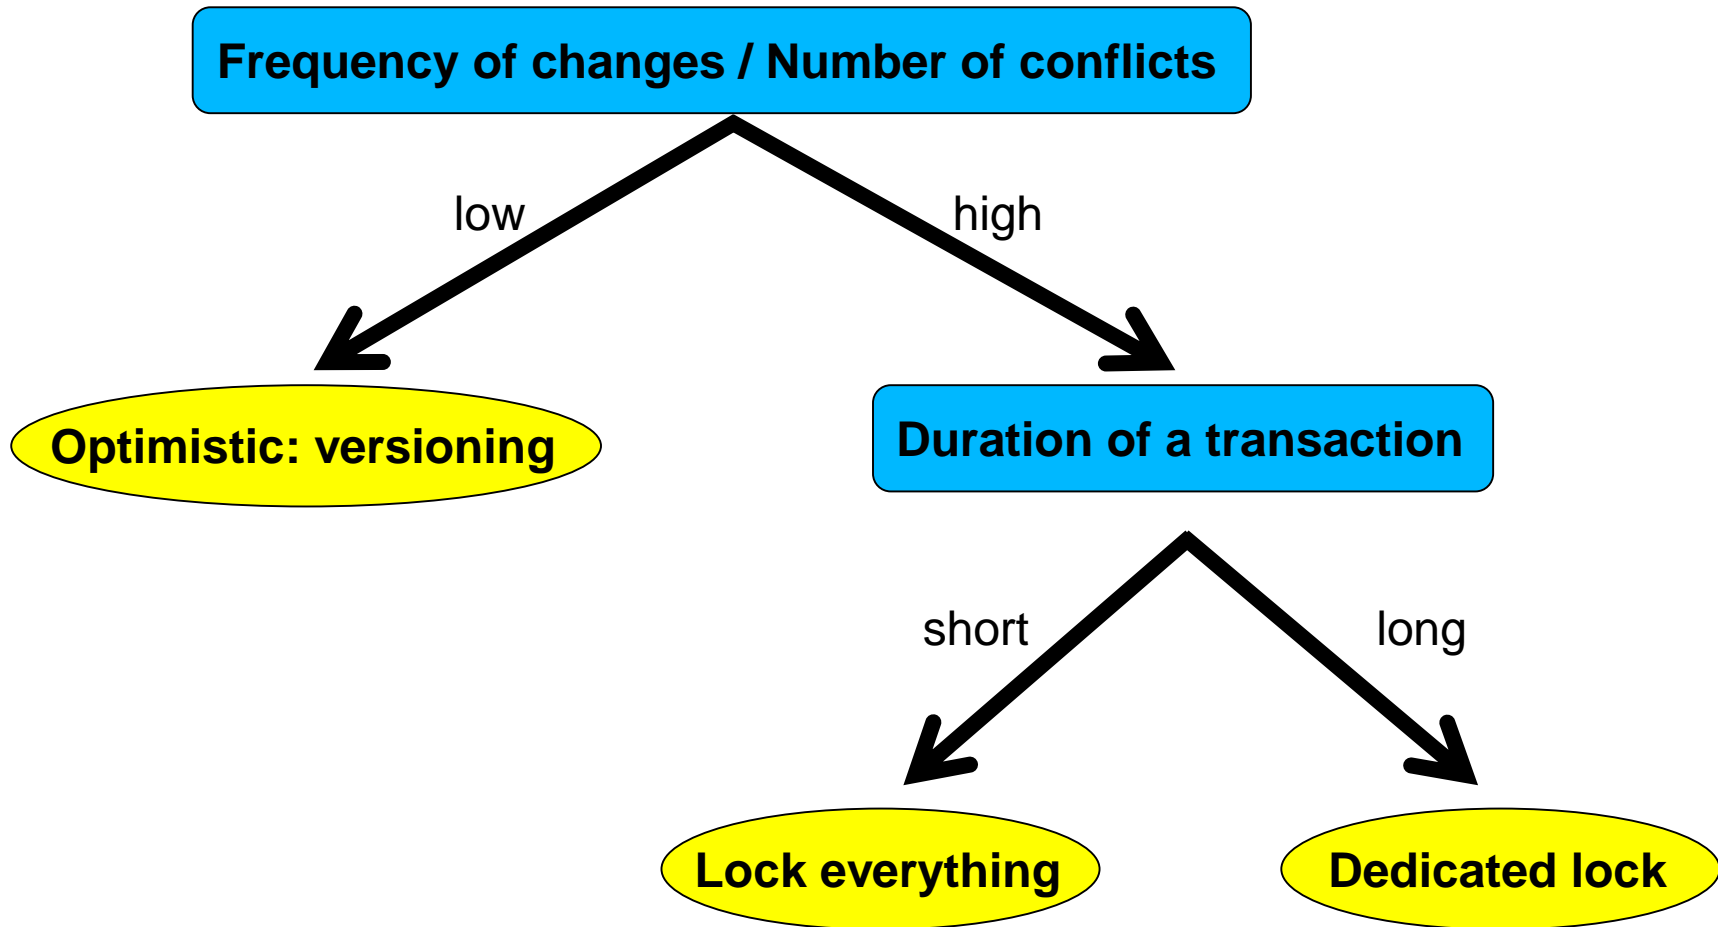 Frequency of changes / Number of conflicts
low
high
Optimistic: versioning
Duration of a transaction
short
long
Lock everything
Dedicated lock